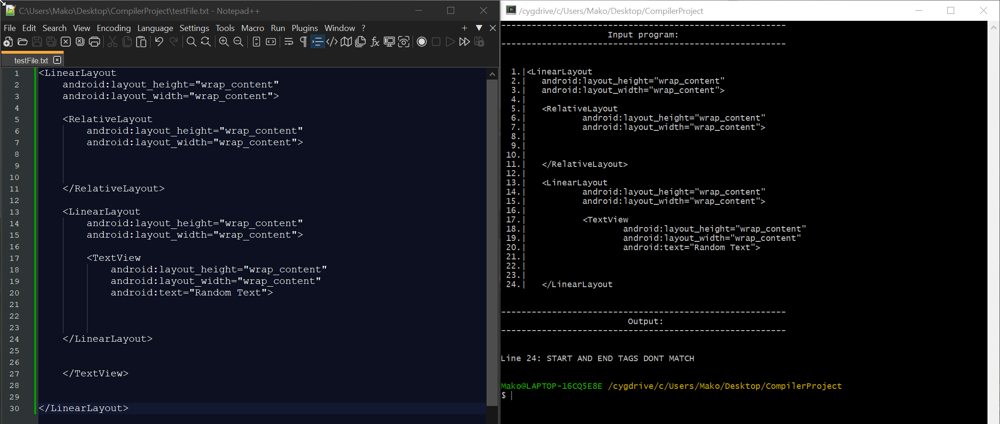 C:\Users\Mako\Desktop\CompilerProject\testFile.txt - Notepad++
File Edit Search View Encoding Language Settings Tools Macro Run Plugins Window ?
testFile.txt
1 <LinearLayout
2 android:layout_height="wrap_content"
3 android:layout_width="wrap_content">
4
5 <RelativeLayout
6 android:layout_height="wrap_content"
7 android:layout_width="wrap_content">
8
9
10
11 </RelativeLayout>
12
13 <LinearLayout
14 android:layout_height="wrap_content"
15 android:layout_width="wrap_content">
16
17 <TextView
18 android:layout_height="wrap_content"
19 android:layout_width="wrap_content"
20 android:text="Random Text">
21
22
23
24 </LinearLayout>
25
26
27 </TextView>
28
29
30 </LinearLayout>
/cygdrive/c/Users/Mako/Desktop/CompilerProject
--------------------------------------------------------
Input program:
--------------------------------------------------------
1.|<LinearLayout
2.| android:layout_height="wrap_content"
3.| android:layout_width="wrap_content">
4.|
5.| <RelativeLayout
6.| android:layout_height="wrap_content"
7.| android:layout_width="wrap_content">
8.|
9.|
10.|
11.| </RelativeLayout>
12.|
13.| <LinearLayout
14.| android:layout_height="wrap_content"
15.| android:layout_width="wrap_content">
16.|
17.| <TextView
18.| android:layout_height="wrap_content"
19.| android:layout_width="wrap_content"
20.| android:text="Random Text">
21.|
22.|
23.|
24.| </LinearLayout
--------------------------------------------------------
Output:
--------------------------------------------------------
Line 24: START AND END TAGS DONT MATCH
Mako@LAPTOP-16CQ5E8E /cygdrive/c/Users/Mako/Desktop/CompilerProject
$